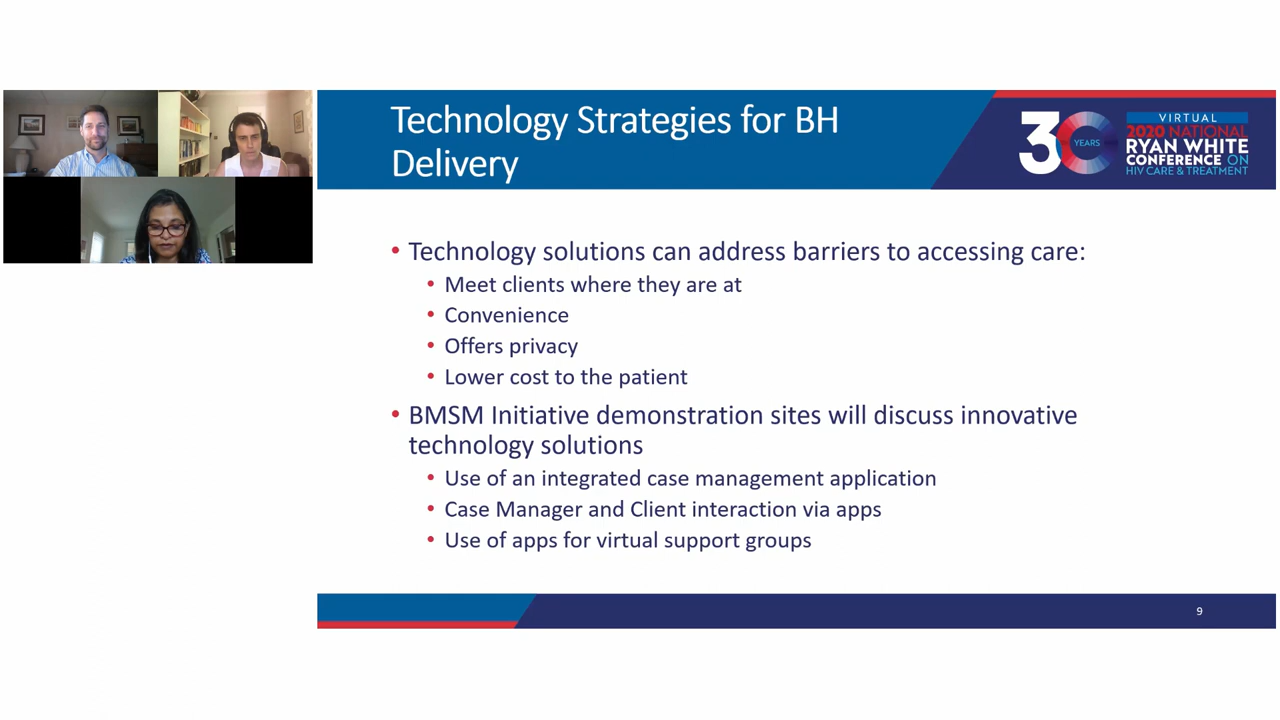 Technology Strategies for BH
Delivery
30
YEARS
VIRTUAL
2020 NATIONAL
RYAN WHITE
CONFERENCE ON
HIV CARE & TREATMENT
• Technology solutions can address barriers to accessing care:
• Meet clients where they are at
• Convenience
• Offers privacy
• Lower cost to the patient
• BMSM Initiative demonstration sites will discuss innovative
technology solutions
• Use of an integrated case management application
• Case Manager and Client interaction via apps
• Use of apps for virtual support groups
9